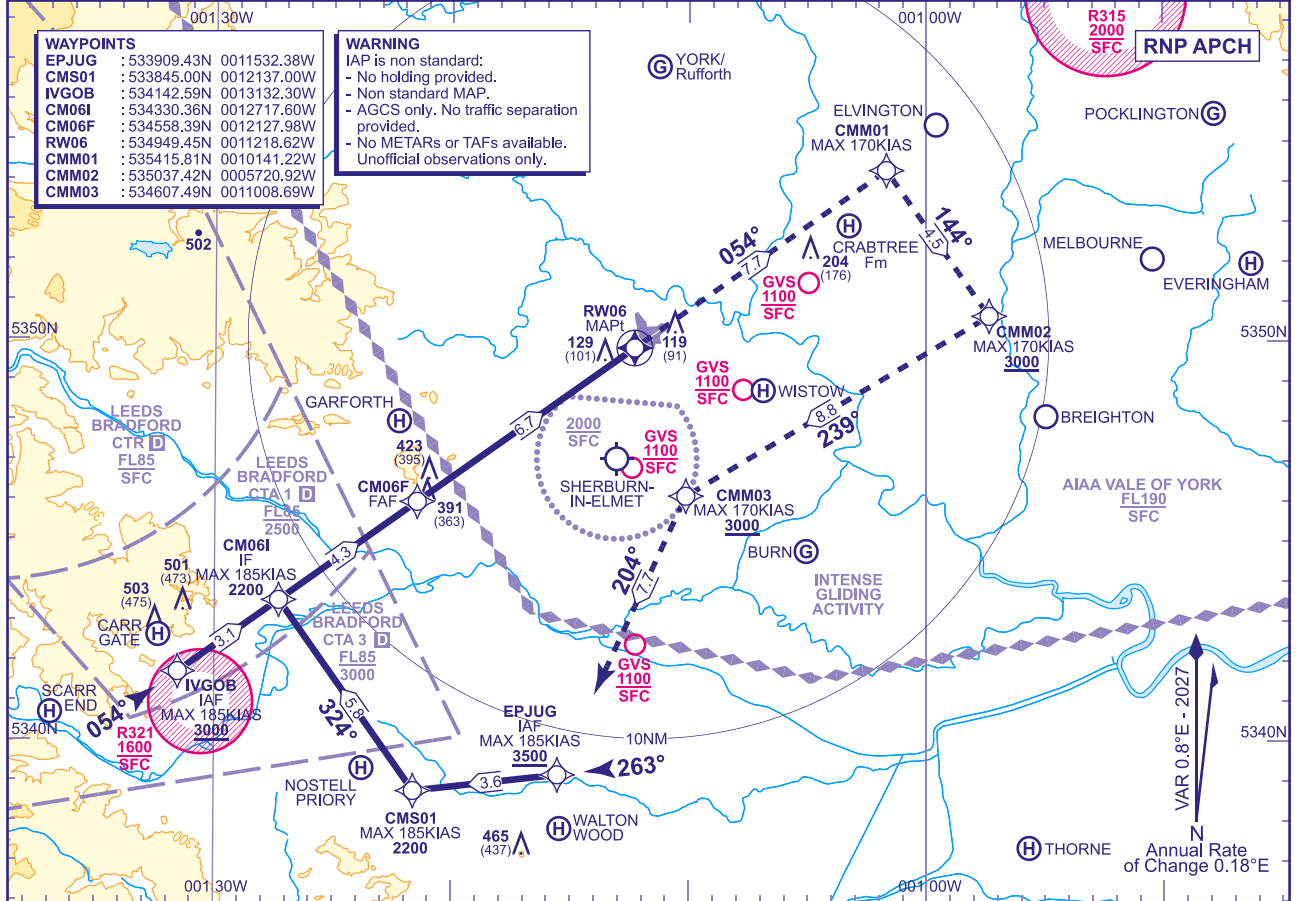 001:30W
001:00W
WAYPOINTS
EPJUG : 533909.43N 0011532.38W
CMS01 : 533845.00N 0012137.00W
IVGOB : 534142.59N 0013132.30W
CM06I : 534330.36N 0012717.60W
CM06F : 534558.39N 0012127.98W
RW06 : 534949.45N 0011218.62W
CMM01 : 535415.81N 0010141.22W
CMM02 : 535037.42N 0005720.92W
CMM03 : 534607.49N 0011008.69W
WARNING
IAP is non standard:
- No holding provided.
- Non standard MAP.
- AGCS only. No traffic separation
provided.
- No METARs or TAFs available.
Unofficial observations only.
R315
2000
SFC
RNP APCH
G YORK/
Rufforth
ELVINGTON
POCKLINGTON G
CMM01
MAX 170KIAS
600
502
054°
7.7
144°
4.5
H
CRABTREE
Fm
204
(176)
MELBOURNE
H
EVERINGHAM
GVS
1100
SFC
5350N
5350N
RW06
MAPt
129
(101)
119
(91)
CMM02
MAX 170KIAS
3000
300
GVS
1100
SFC
H WISTOW
GARFORTH
H
LEEDS
BRADFORD
CTR D
FL85
SFC
6.7
2000
SFC
GVS
1100
SFC
8.8
239°
BREIGHTON
423
(395)
LEEDS
BRADFORD
CTA 1 D
FL85
2500
CM06F
FAF
391
(363)
SHERBURN-
IN-ELMET
CMM03
MAX 170KIAS
3000
AIAA VALE OF YORK
FL190
SFC
CM06I
IF
MAX 185KIAS
2200
4.3
BURN G
501
(473)
503
(475)
CARR
GATE
H
3.1
204°
7.7
INTENSE
GLIDING
ACTIVITY
LEEDS
BRADFORD
CTA 3 D
FL85
3000
GVS
1100
SFC
SCARR
END
H
054°
IVGOB
IAF
MAX 185KIAS
3000
R321
1600
SFC
324°
5.8
EPJUG
IAF
MAX 185KIAS
3500
5340N
10NM
5340N
263°
3.6
NOSTELL
PRIORY
H
CMS01
MAX 185KIAS
2200
465
(437)
H WALTON
WOOD
H THORNE
VAR 0.8°E - 2027
N
Annual Rate
of Change 0.18°E
001:30W
001:00W